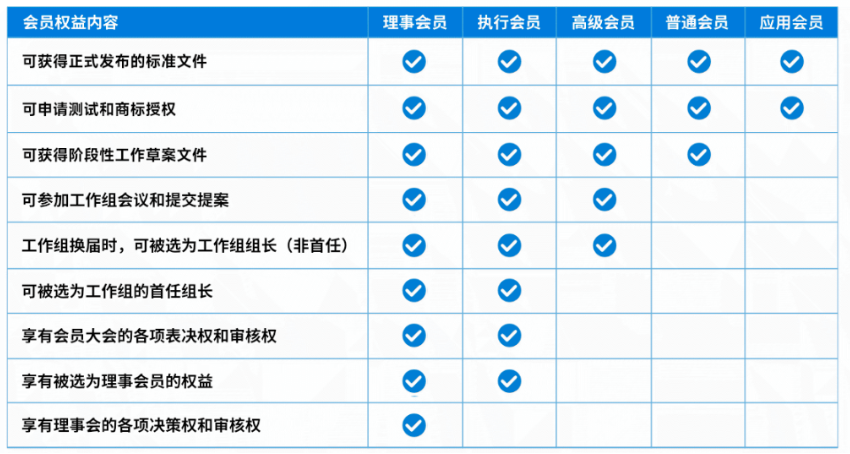 会员权益内容 理事会员 执行会员 高级会员 普通会员 应用会员
可获得正式发布的标准文件
可申请测试和商标授权
可获得阶段性工作草案文件
可参加工作组会议和提交提案
工作组换届时，可被选为工作组组长（非首任）
可被选为工作组的首任组长
享有会员大会的各项表决权和审核权
享有被选为理事会员的权益
享有理事会的各项决策权和审核权